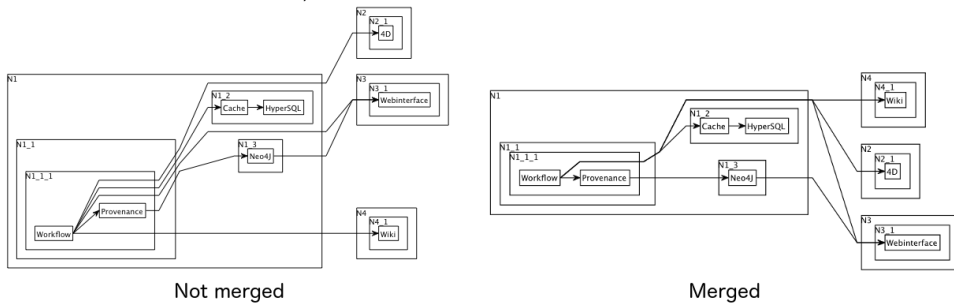 N2
N2_1
4D
N1
N3
N3_1
Webinterface
N1_2
Cache
HyperSQL
N1_1
N1_3
Neo4J
N1_1_1
Provenance
Workflow
N4
N4_1
Wiki
Not merged
N4
N4_1
Wiki
N1
N1_2
Cache
HyperSQL
N1_1
N1_1_1
Workflow
Provenance
N1_3
Neo4J
N2
N2_1
4D
N3
N3_1
Webinterface
Merged